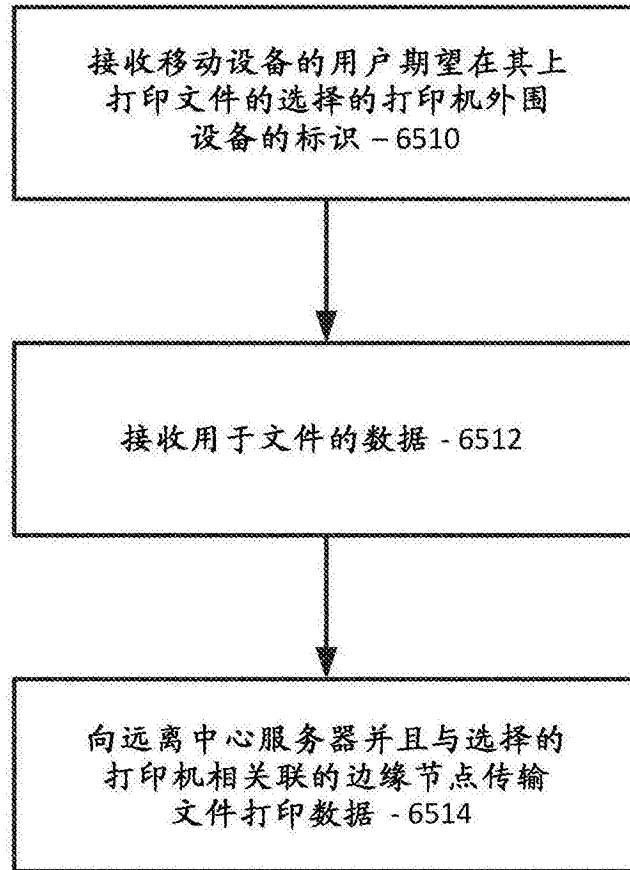 接收移动设备的用户期望在其上
打印文件的选择的打印机外围
设备的标识 – 6510
接收用于文件的数据 - 6512
向远离中心服务器并且与选择的
打印机相关联的边缘节点传输
文件打印数据 - 6514